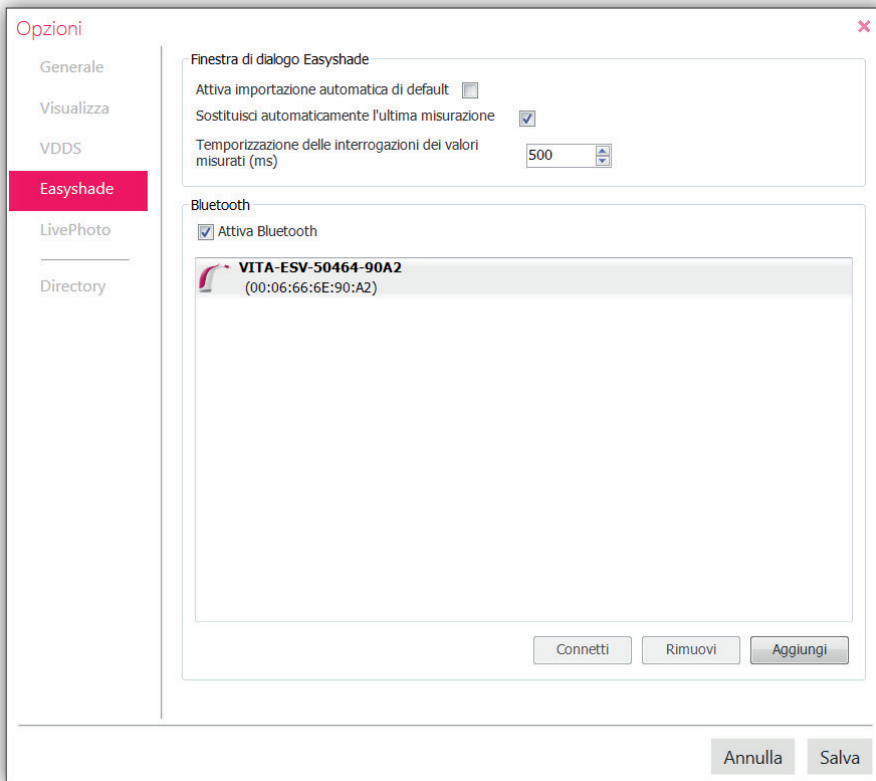 Opzioni
Generale
Visualizza
VDDS
Easyshade
LivePhoto
Directory
Finestra di dialogo Easyshade
Attiva importazione automatica di default
Sostituisci automaticamente l'ultima misurazione
Temporizzazione delle interrogazioni dei valori
misurati (ms)
500
Bluetooth
Attiva Bluetooth
VITA-ESV-50464-90A2
(00:06:66:6E:90:A2)
Connetti
Rimuovi
Aggiungi
Annulla
Salva